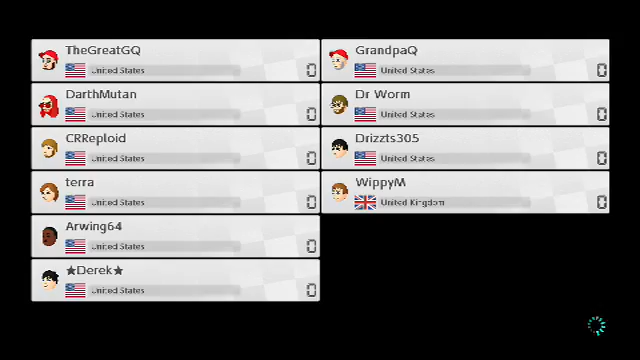 TheGreatGQ
United States
0
DarthMutan
United States
0
CRReploid
United States
0
terra
United States
0
Arwing64
United States
0
★Derek★
United States
0
GrandpaQ
United States
0
Dr Worm
United States
0
Drizzts305
United States
0
WippyM
United Kingdom
0